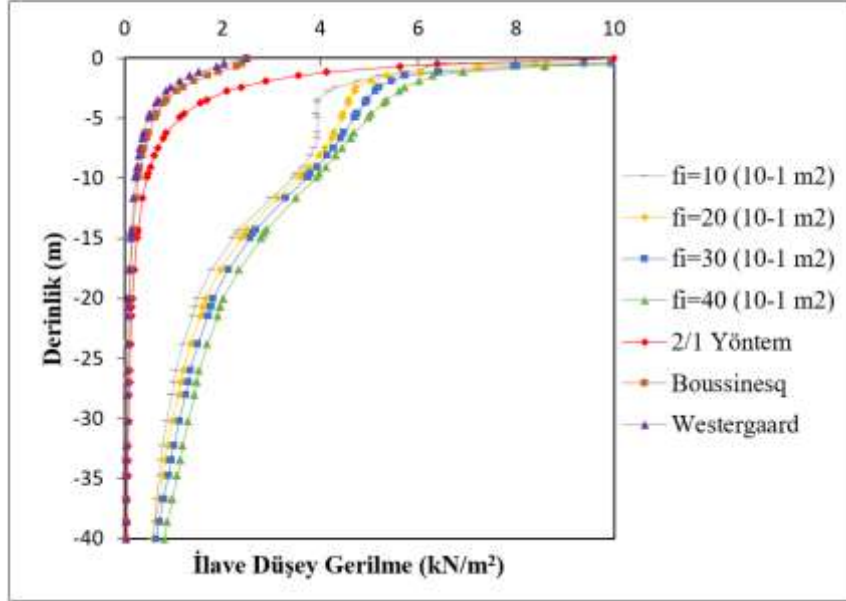 0 2 4 6 8 10
0
-5
-10
-15
-20
-25
-30
-35
-40
Derinlik (m)
İlave Düşey Gerilme (kN/m²)
fi=10 (10-1 m2)
fi=20 (10-1 m2)
fi=30 (10-1 m2)
fi=40 (10-1 m2)
2/1 Yöntem
Boussinesq
Westergaard